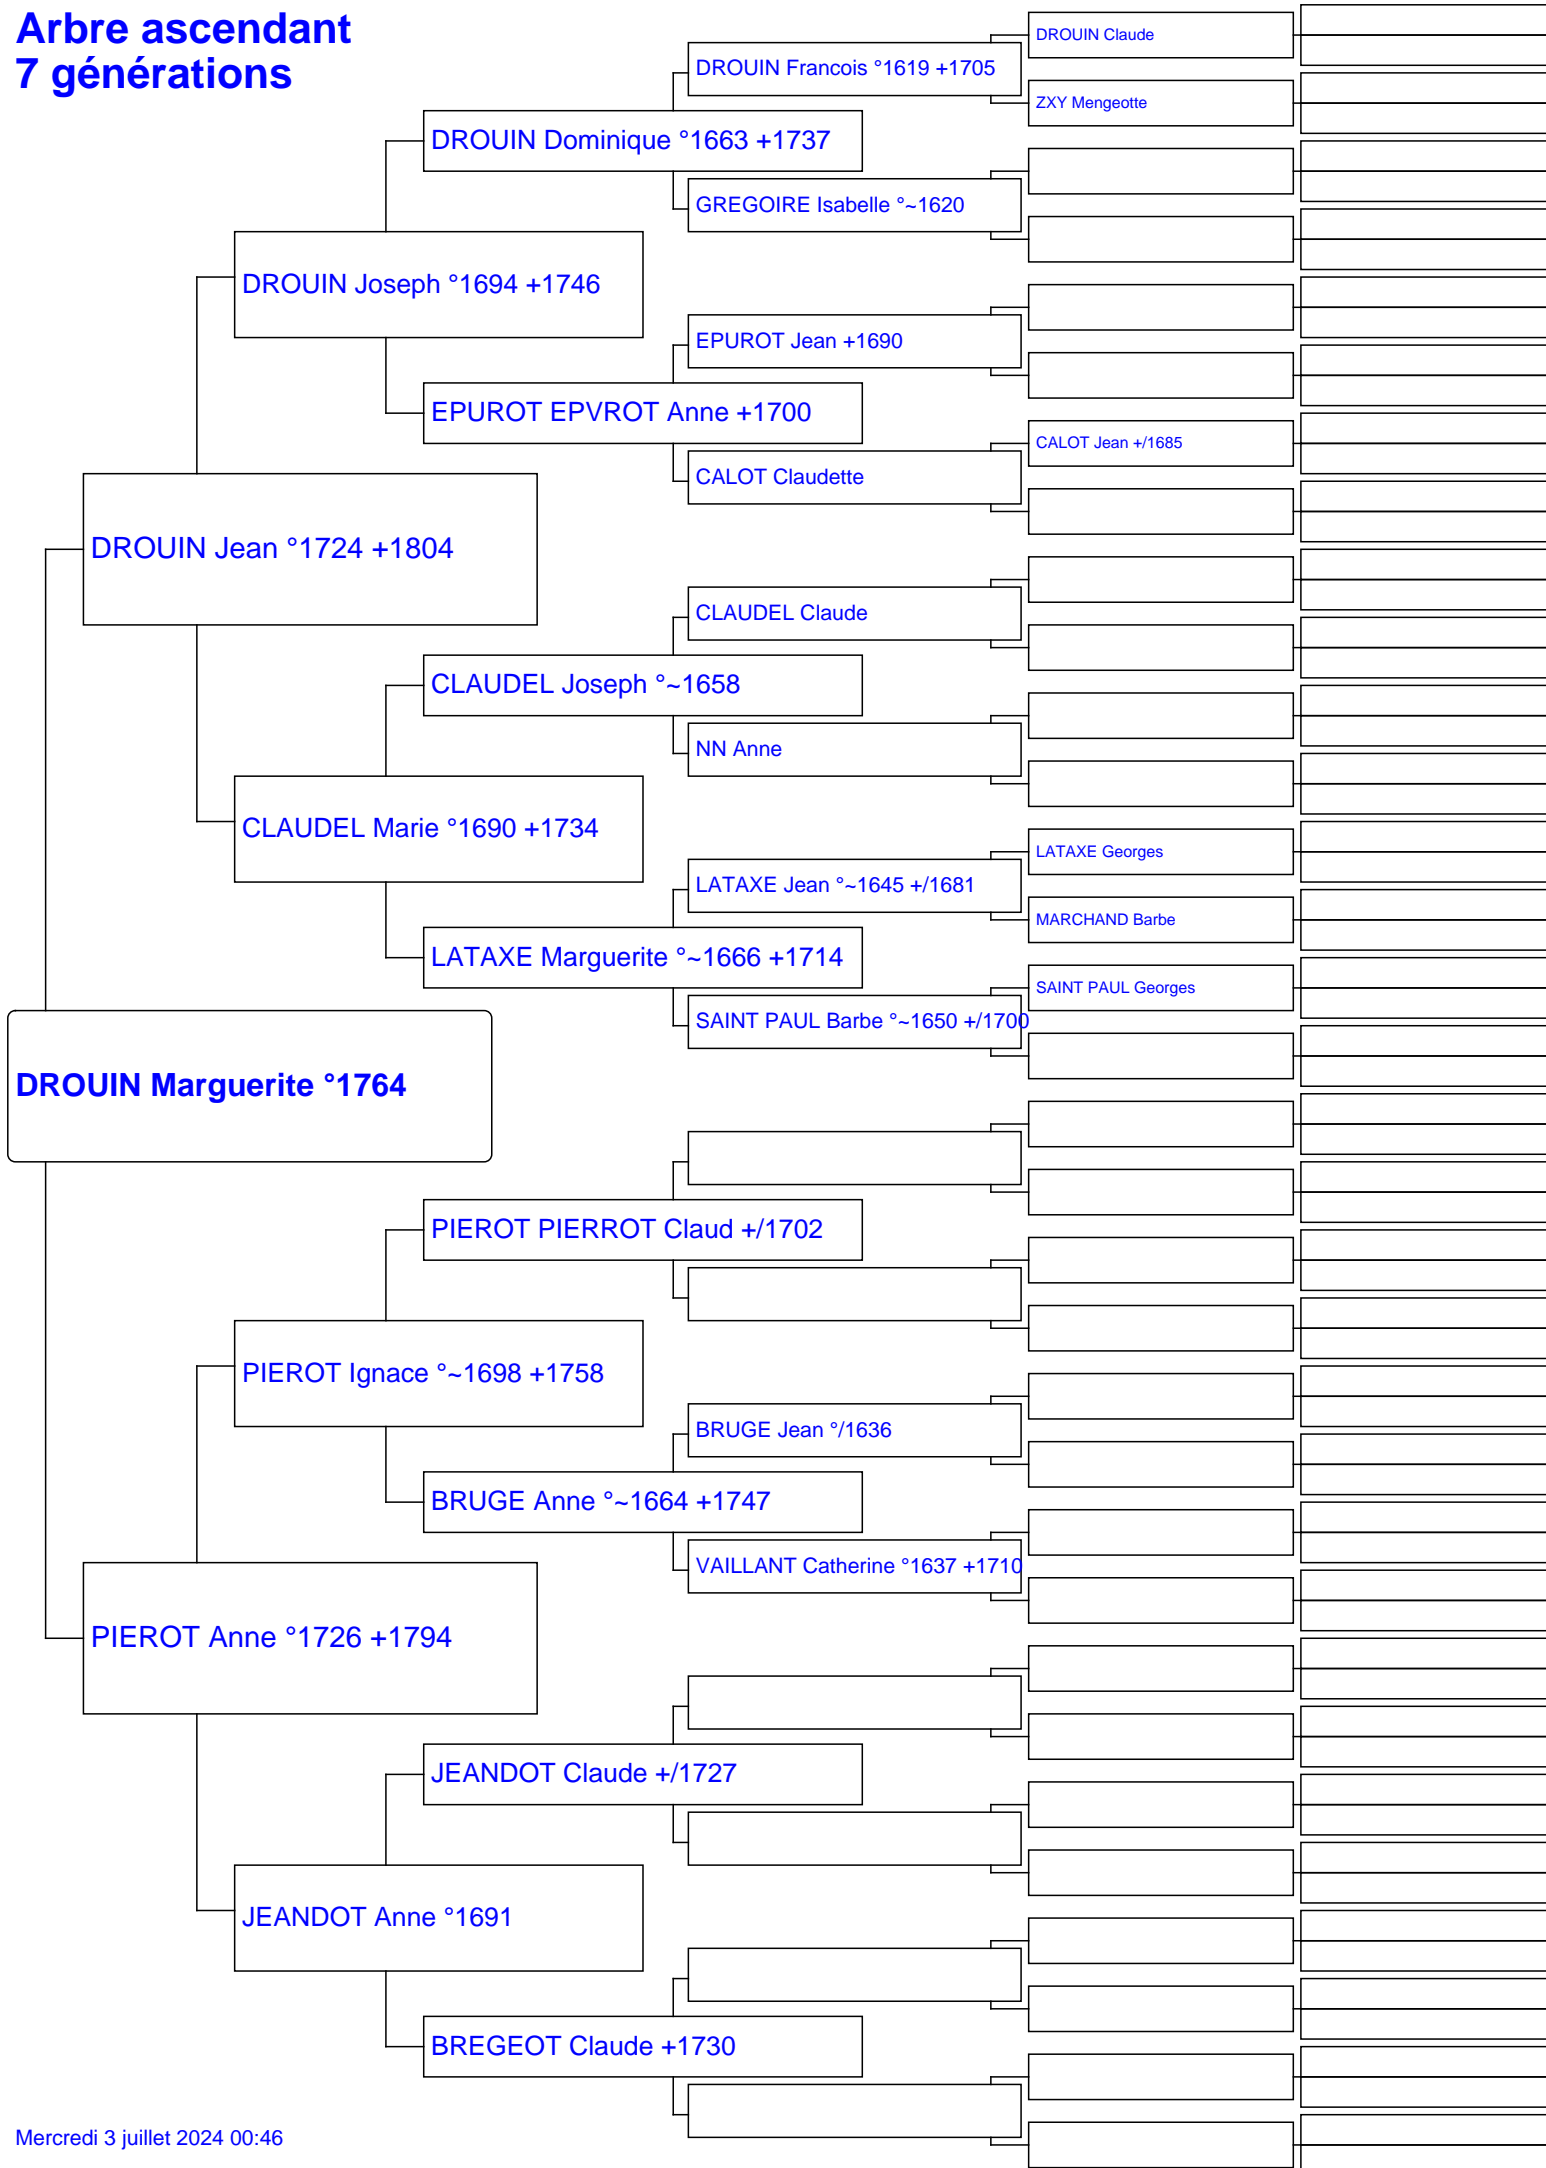 Arbre ascendant
7 générations
DROUIN Claude
DROUIN Francois °1619 +1705
ZXY Mengeotte
DROUIN Dominique °1663 +1737
GREGOIRE Isabelle °~1620
DROUIN Joseph °1694 +1746
EPUROT Jean +1690
EPUROT EPVROT Anne +1700
CALOT Jean +/1685
CALOT Claudette
DROUIN Jean °1724 +1804
CLAUDEL Claude
CLAUDEL Joseph °~1658
NN Anne
CLAUDEL Marie °1690 +1734
LATAXE Georges
LATAXE Jean °~1645 +/1681
MARCHAND Barbe
LATAXE Marguerite °~1666 +1714
SAINT PAUL Georges
SAINT PAUL Barbe °~1650 +/1700
DROUIN Marguerite °1764
PIEROT PIERROT Claud +/1702
PIEROT Ignace °~1698 +1758
BRUGE Jean °/1636
BRUGE Anne °~1664 +1747
VAILLANT Catherine °1637 +1710
PIEROT Anne °1726 +1794
JEANDOT Claude +/1727
JEANDOT Anne °1691
BREGEOT Claude +1730
Mercredi 3 juillet 2024 00:46